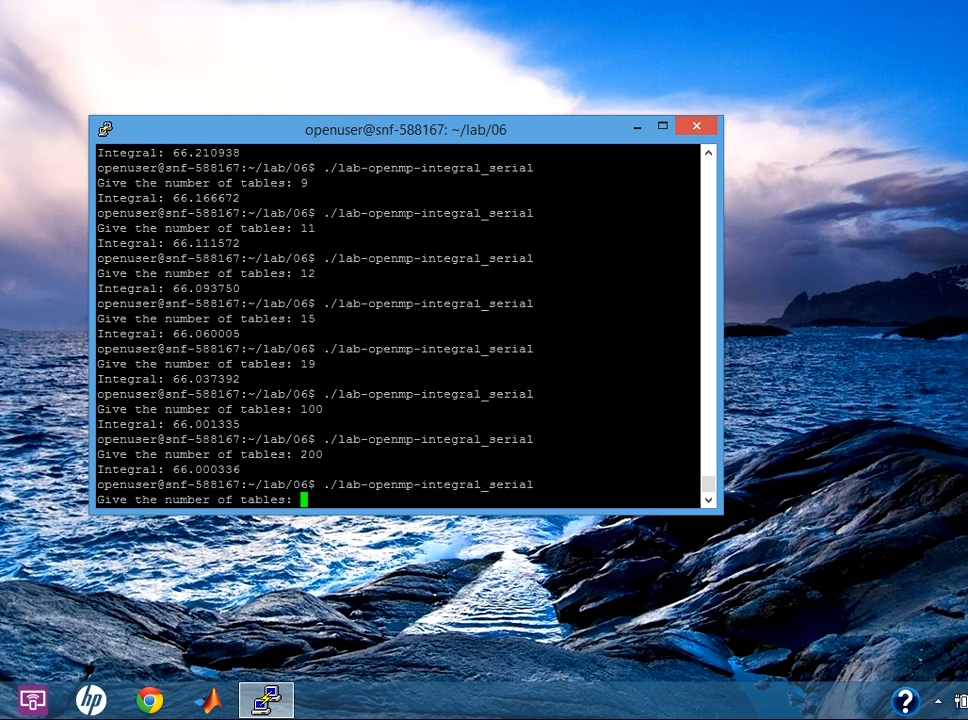 openuser@snf-588167: ~/lab/06
Integral: 66.210938
openuser@snf-588167:~/lab/06$ ./lab-openmp-integral_serial
Give the number of tables: 9
Integral: 66.166672
openuser@snf-588167:~/lab/06$ ./lab-openmp-integral_serial
Give the number of tables: 11
Integral: 66.111572
openuser@snf-588167:~/lab/06$ ./lab-openmp-integral_serial
Give the number of tables: 12
Integral: 66.093750
openuser@snf-588167:~/lab/06$ ./lab-openmp-integral_serial
Give the number of tables: 15
Integral: 66.060005
openuser@snf-588167:~/lab/06$ ./lab-openmp-integral_serial
Give the number of tables: 19
Integral: 66.037392
openuser@snf-588167:~/lab/06$ ./lab-openmp-integral_serial
Give the number of tables: 100
Integral: 66.001335
openuser@snf-588167:~/lab/06$ ./lab-openmp-integral_serial
Give the number of tables: 200
Integral: 66.000336
openuser@snf-588167:~/lab/06$ ./lab-openmp-integral_serial
Give the number of tables:
hp
?